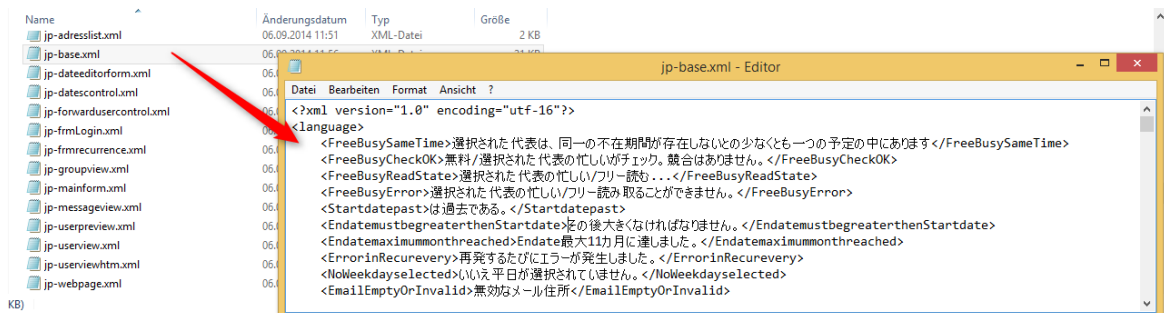 Name Änderungsdatum Typ Größe
jp-adresslist.xml 06.09.2014 11:51 XML-Datei 2 KB
jp-base.xml
jp-dateeditorform.xml
jp-datescontrol.xml
jp-forwardusercontrol.xml
jp-frmLogin.xml
jp-frmrecurrence.xml
jp-groupview.xml
jp-mainform.xml
jp-messageview.xml
jp-userpreview.xml
jp-userview.xml
jp-userviewhtm.xml
jp-webpage.xml
KB)
jp-base.xml - Editor
Datei Bearbeiten Format Ansicht ?
<?xml version="1.0" encoding="utf-16"?>
<language>
<FreeBusySameTime>選択された代表は、同一の不在期間が存在しないとの少なくとも一つの予定の中にあります</FreeBusySameTime>
<FreeBusyCheckOK>無料/選択された代表の忙しいがチェック。競合はありません。</FreeBusyCheckOK>
<FreeBusyReadState>選択された代表の忙しい/フリー読む...</FreeBusyReadState>
<FreeBusyError>選択された代表の忙しい/フリー読み取ることができません。</FreeBusyError>
<Startdatepast>は過去である。</Startdatepast>
<EndatemustbegreaterthenStartdate>その後大きくなければなりません。</EndatemustbegreaterthenStartdate>
<Endatemaximummonthreached>Endate最大11カ月に達しました。</Endatemaximummonthreached>
<ErrorinRecurevery>再発するたびにエラーが発生しました。</ErrorinRecurevery>
<NoWeekdayselected>いいえ平日が選択されていません。</NoWeekdayselected>
<EmailEmptyOrInvalid>無効なメール住所</EmailEmptyOrInvalid>